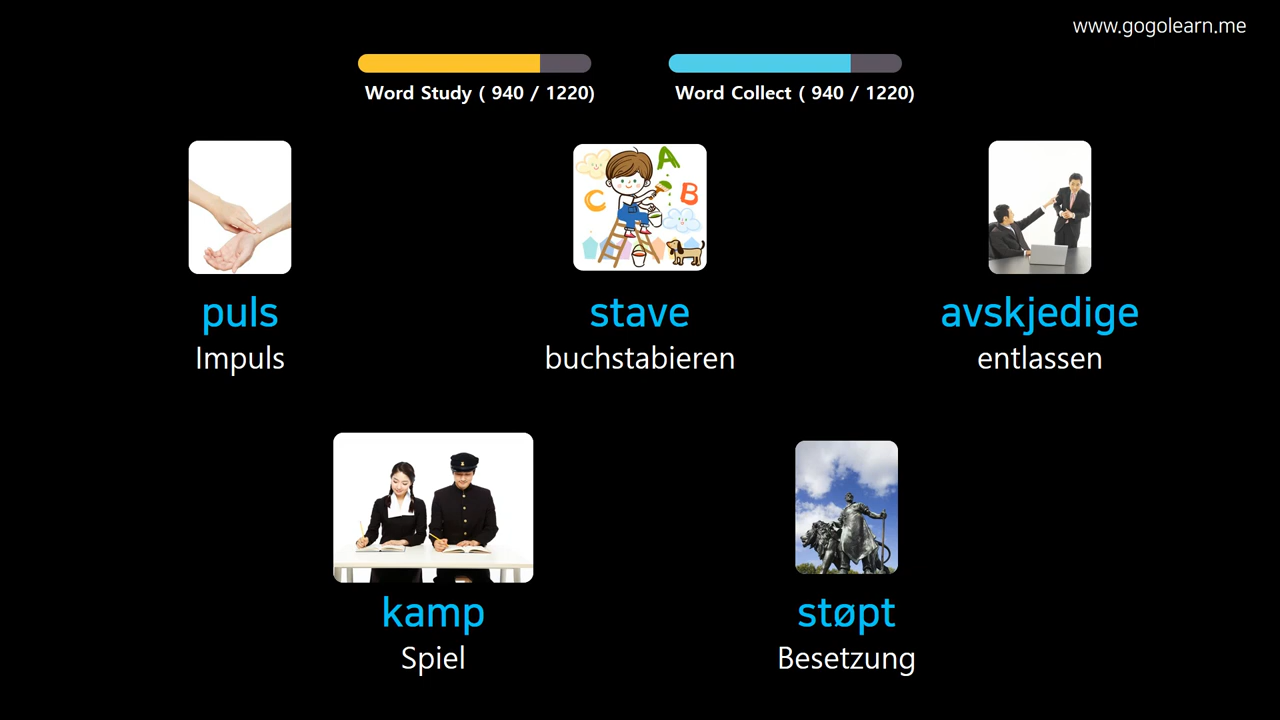 www.gogolearn.me
Word Study ( 940 / 1220)
Word Collect ( 940 / 1220)
A
B
C
puls
Impuls
stave
buchstabieren
avskjedige
entlassen
kamp
Spiel
støpt
Besetzung